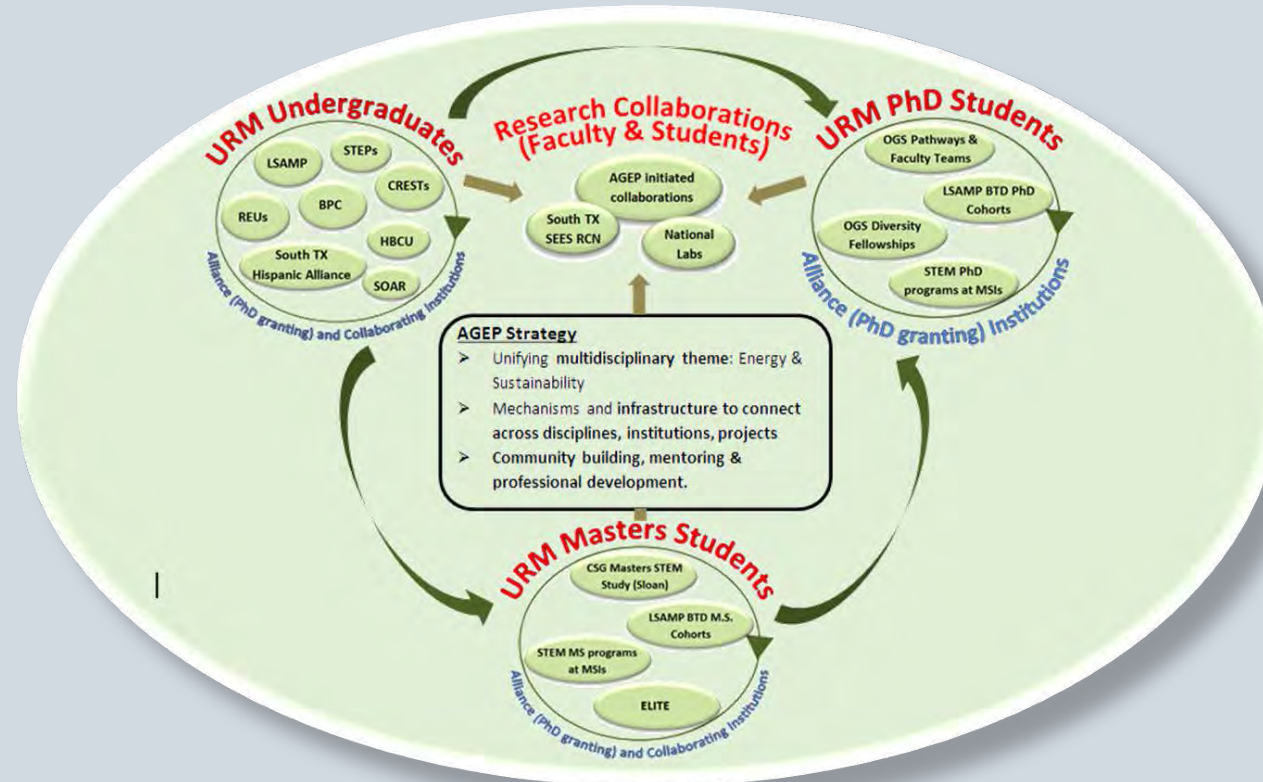 URM Undergraduates
LSAMP
STEPs
CRESTs
REUs
BPC
HBCU
South TX
Hispanic Alliance
SOAR
Alliance (PhD granting) and Collaborating Institutions
Research Collaborations
(Faculty & Students)
AGEP initiated
collaborations
South TX
SEES RCN
National
Labs
URM PhD Students
OGS Pathways &
Faculty Teams
LSAMP BTD PhD
Cohorts
OGS Diversity
Fellowships
STEM PhD
programs at MSIs
Alliance (PhD granting) Institutions
AGEP Strategy
➢ Unifying multidisciplinary theme: Energy &
Sustainability
➢ Mechanisms and infrastructure to connect
across disciplines, institutions, projects
➢ Community building, mentoring &
professional development.
URM Masters Students
CSG Masters STEM
Study (Sloan)
LSAMP BTD M.S.
Cohorts
STEM MS programs
at MSIs
ELITE
Alliance (PhD granting) and Collaborating Institutions